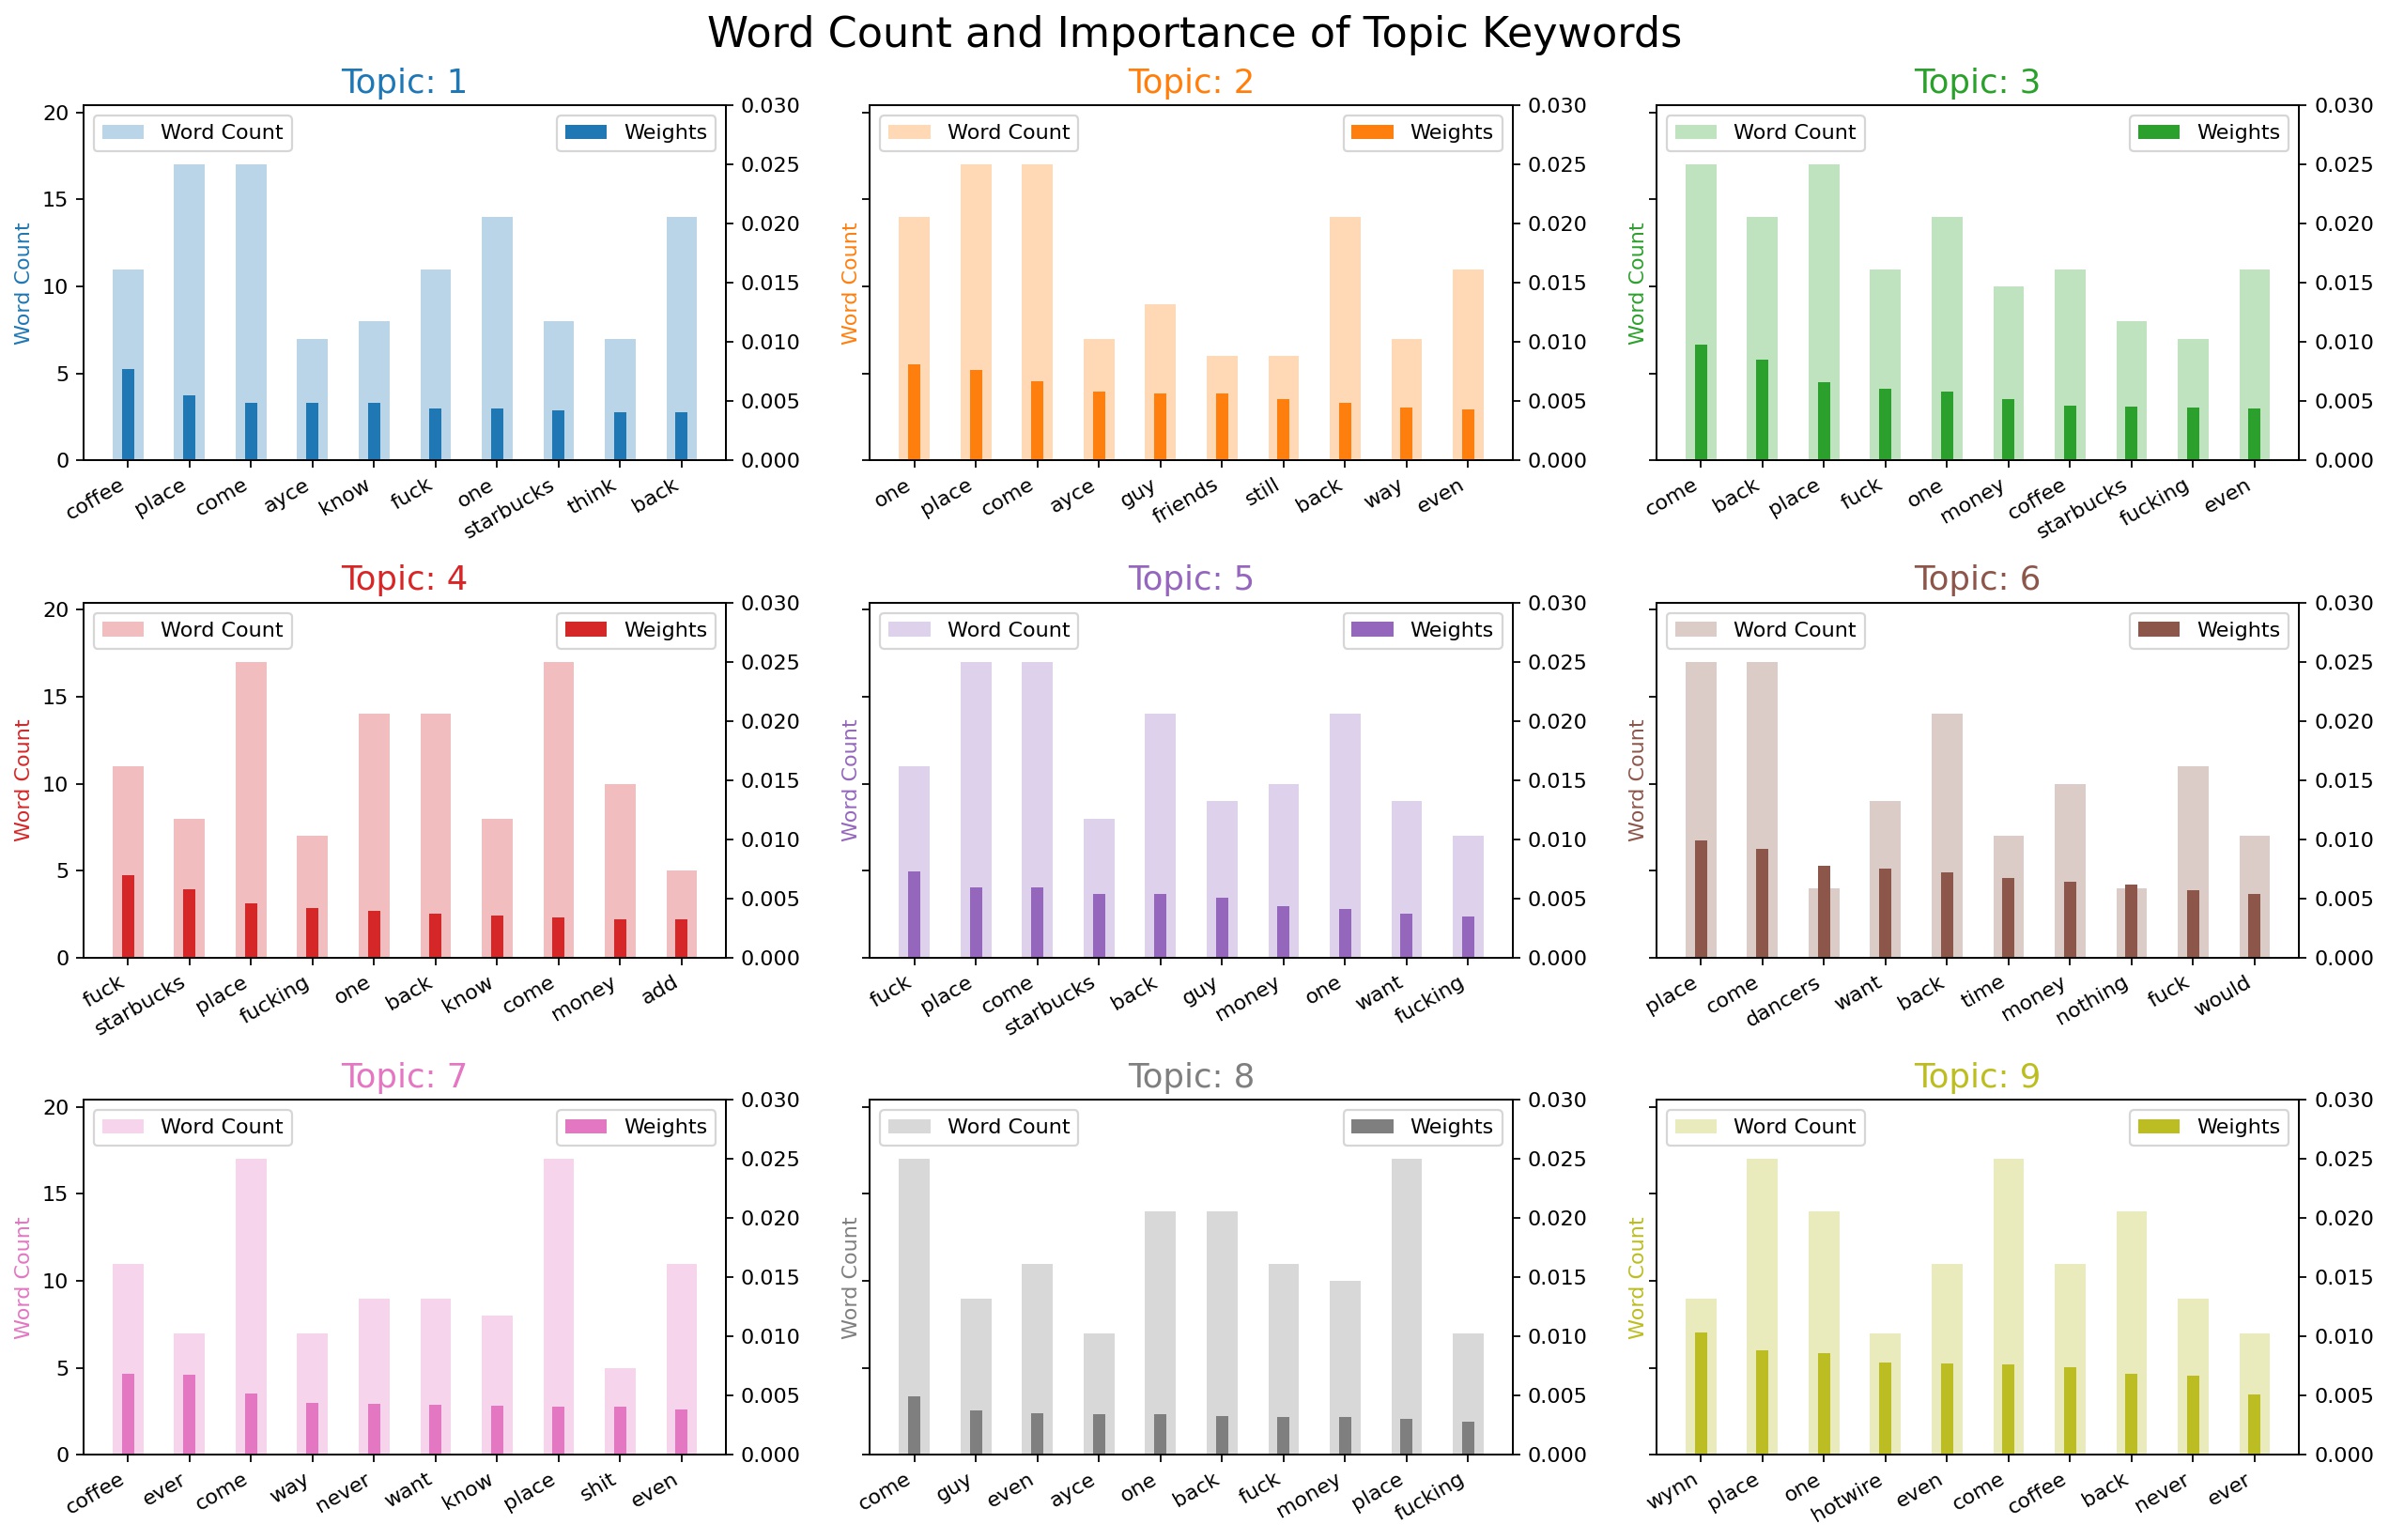 Word Count and Importance of Topic Keywords
Topic: 1
Topic: 2
Topic: 3
Word Count
Weights
Word Count
Weights
Word Count
Weights
Word Count
20
15
10
5
0
0.030
0.025
0.020
0.015
0.010
0.005
0.000
Word Count
0.030
0.025
0.020
0.015
0.010
0.005
0.000
Word Count
0.030
0.025
0.020
0.015
0.010
0.005
0.000
coffee place come ayce know fuck one starbucks think back
one place come ayce guy friends still back way even
come back place fuck one money coffee starbucks fucking even
Topic: 4
Topic: 5
Topic: 6
Word Count
Weights
Word Count
Weights
Word Count
Weights
Word Count
20
15
10
5
0
0.030
0.025
0.020
0.015
0.010
0.005
0.000
Word Count
0.030
0.025
0.020
0.015
0.010
0.005
0.000
Word Count
0.030
0.025
0.020
0.015
0.010
0.005
0.000
fuck starbucks place fucking one back know come money add
fuck place come starbucks back guy money one want fucking
place come dancers want back time money nothing fuck would
Topic: 7
Topic: 8
Topic: 9
Word Count
Weights
Word Count
Weights
Word Count
Weights
Word Count
20
15
10
5
0
0.030
0.025
0.020
0.015
0.010
0.005
0.000
Word Count
0.030
0.025
0.020
0.015
0.010
0.005
0.000
Word Count
0.030
0.025
0.020
0.015
0.010
0.005
0.000
coffee ever come way never want know place shit even
come guy even ayce one back fuck money place fucking
wynn place one hotwire even come coffee back never ever